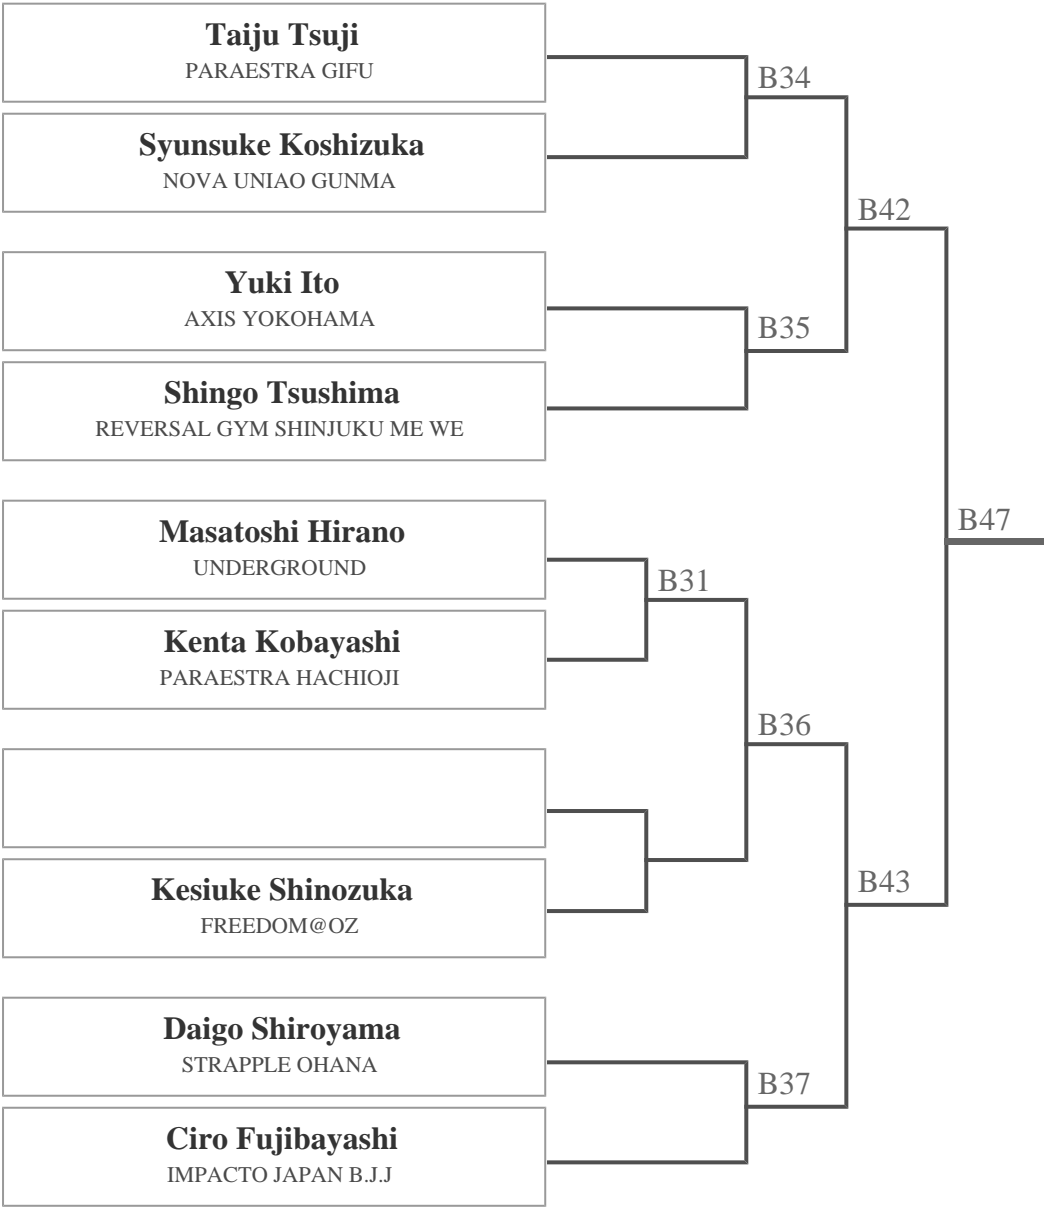 Taiju Tsuji
PARAESTRA GIFU
B34
Syunsuke Koshizuka
NOVA UNIAO GUNMA
B42
Yuki Ito
AXIS YOKOHAMA
B35
Shingo Tsushima
REVERSAL GYM SHINJUKU ME WE
B47
Masatoshi Hirano
UNDERGROUND
B31
Kenta Kobayashi
PARAESTRA HACHIOJI
B36
Kesiuke Shinozuka
FREEDOM@OZ
B43
Daigo Shiroyama
STRAPPLE OHANA
B37
Ciro Fujibayashi
IMPACTO JAPAN B.J.J